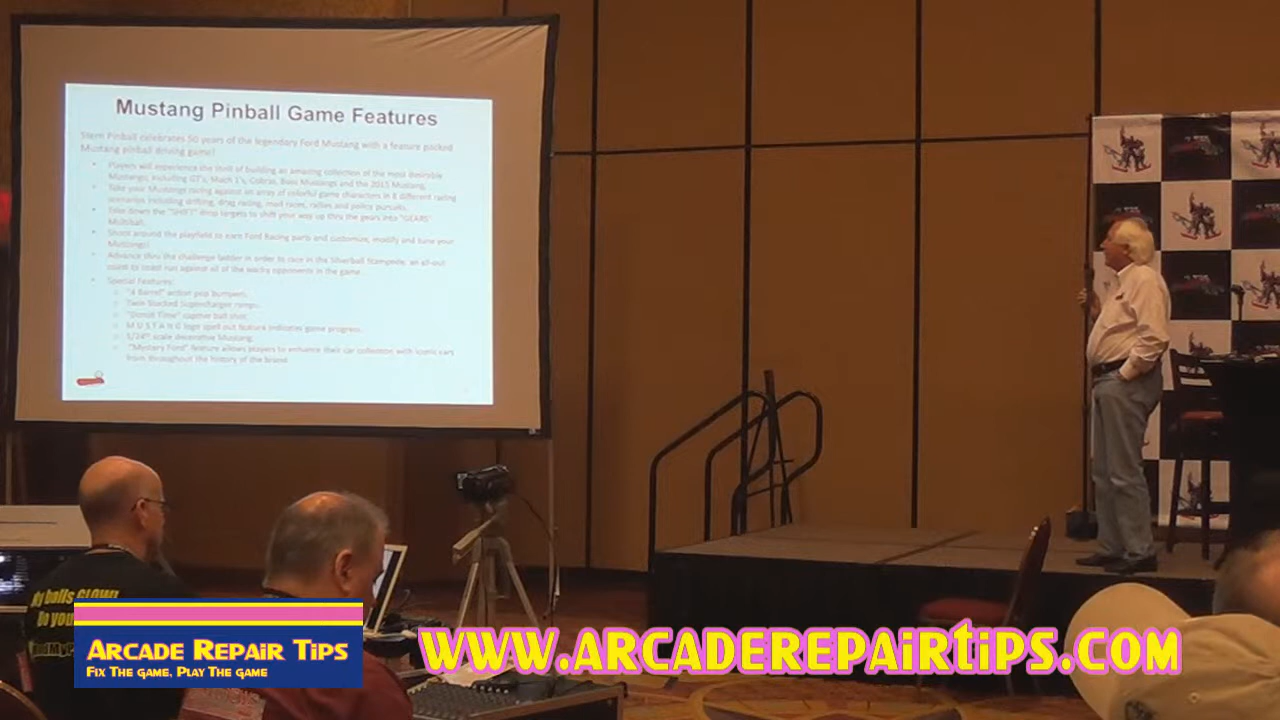 Mustang Pinball Game Features
Stern Pinball celebrates 50 years of the legendary Ford Mustang with a feature packed
Mustang pinball driving game!
Players will experience the thrill of building an amazing collection of the most desirable
Mustangs, including GT's, Mach 1's, Cobras, Boss Mustangs and the 2015 Mustang.
Take your Mustangs racing against an array of colorful game characters in 8 different racing
scenarios including drifting, drag racing, mud races, rallies and police pursuits.
Take down the "SHIFT" drop targets to shift your way up thru the gears into "GEARS"
Multiball.
Shoot around the playfield to earn Ford Racing parts and customize, modify and tune your
Mustangs!
Advance thru the challenge ladder in order to race in the Silverball Stampede, an all-out
coast to coast run against all of the wacky opponents in the game.
Special Features:
"4 Barrel" action pop bumpers.
Twin Stacked Supercharger ramps.
"Donut Time" captive ball shot.
M U S T A N G logo spell out feature indicates game progress.
1/24th scale decorative Mustang.
"Mystery Ford" feature allows players to enhance their car collection with iconic cars
from throughout the history of the brand.
My balls GLOW!
Do you
ARCADE REPAIR TIPS
FIX THE GAME, PLAY THE GAME
WWW.ARCADEREPAIRTIPS.COM